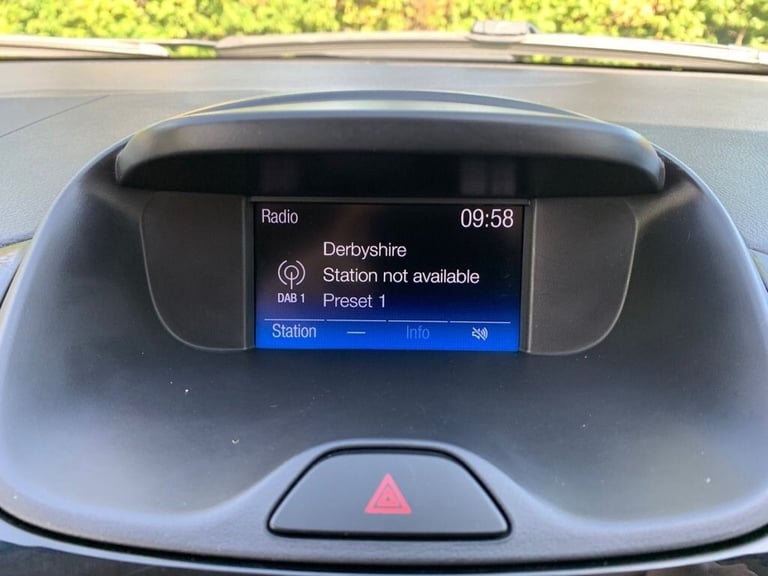 Radio 09:58
Derbyshire
Station not available
DAB 1 Preset 1
Station — Info